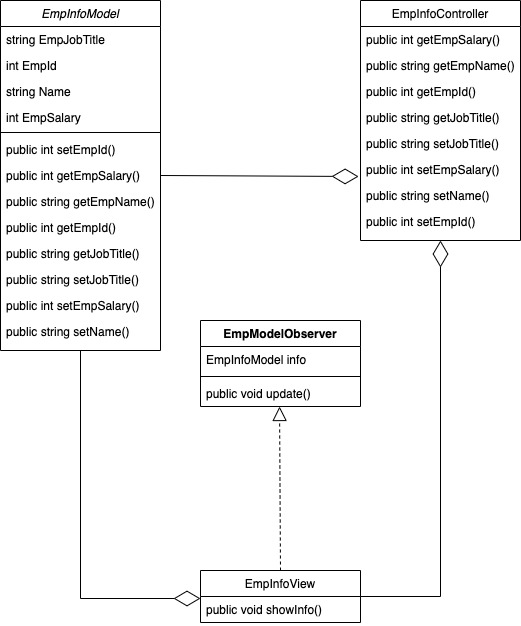 EmpInfoModel
string EmpJobTitle
int EmpId
string Name
int EmpSalary
public int setEmpId()
public int getEmpSalary()
public string getEmpName()
public int getEmpId()
public string getJobTitle()
public string setJobTitle()
public int setEmpSalary()
public string setName()
EmpInfoController
public int getEmpSalary()
public string getEmpName()
public int getEmpId()
public string getJobTitle()
public string setJobTitle()
public int setEmpSalary()
public string setName()
public int setEmpId()
EmpModelObserver
EmpInfoModel info
public void update()
EmpInfoView
public void showInfo()